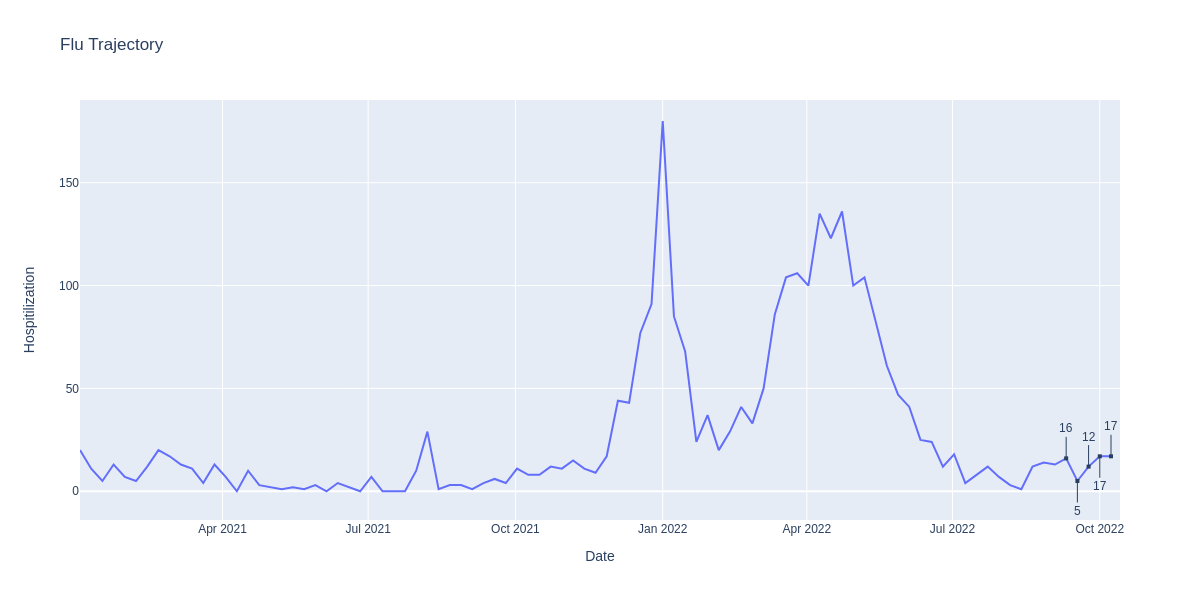 Flu Trajectory
Hospitilization
150
100
50
0
16
5
12
17
17
Apr 2021
Jul 2021
Oct 2021
Jan 2022
Apr 2022
Jul 2022
Oct 2022
Date